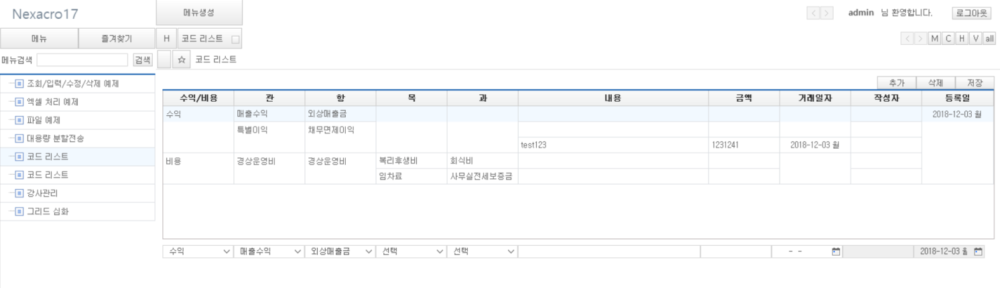 Nexacro17
메뉴생성
< > admin 님 환영합니다. 로그아웃
메뉴 즐겨찾기 H 코드 리스트
< > M C H V all
메뉴검색 검색 ☆ 코드 리스트
조회/입력/수정/삭제 예제
엑셀 처리 예제
파일 예제
대용량 분할전송
코드 리스트
코드 리스트
강사관리
그리드 심화
추가 삭제 저장
수익/비용 관 항 목 과 내용 금액 거래일자 작성자 등록일
수익 매출수익 외상매출금 2018-12-03 월
특별이익 채무면제이익
test123 1231241 2018-12-03 월
비용 경상운영비 경상운영비 복리후생비 회식비
임차료 사무실전세보증금
수익 매출수익 외상매출금 선택 선택 - - 2018-12-03 월